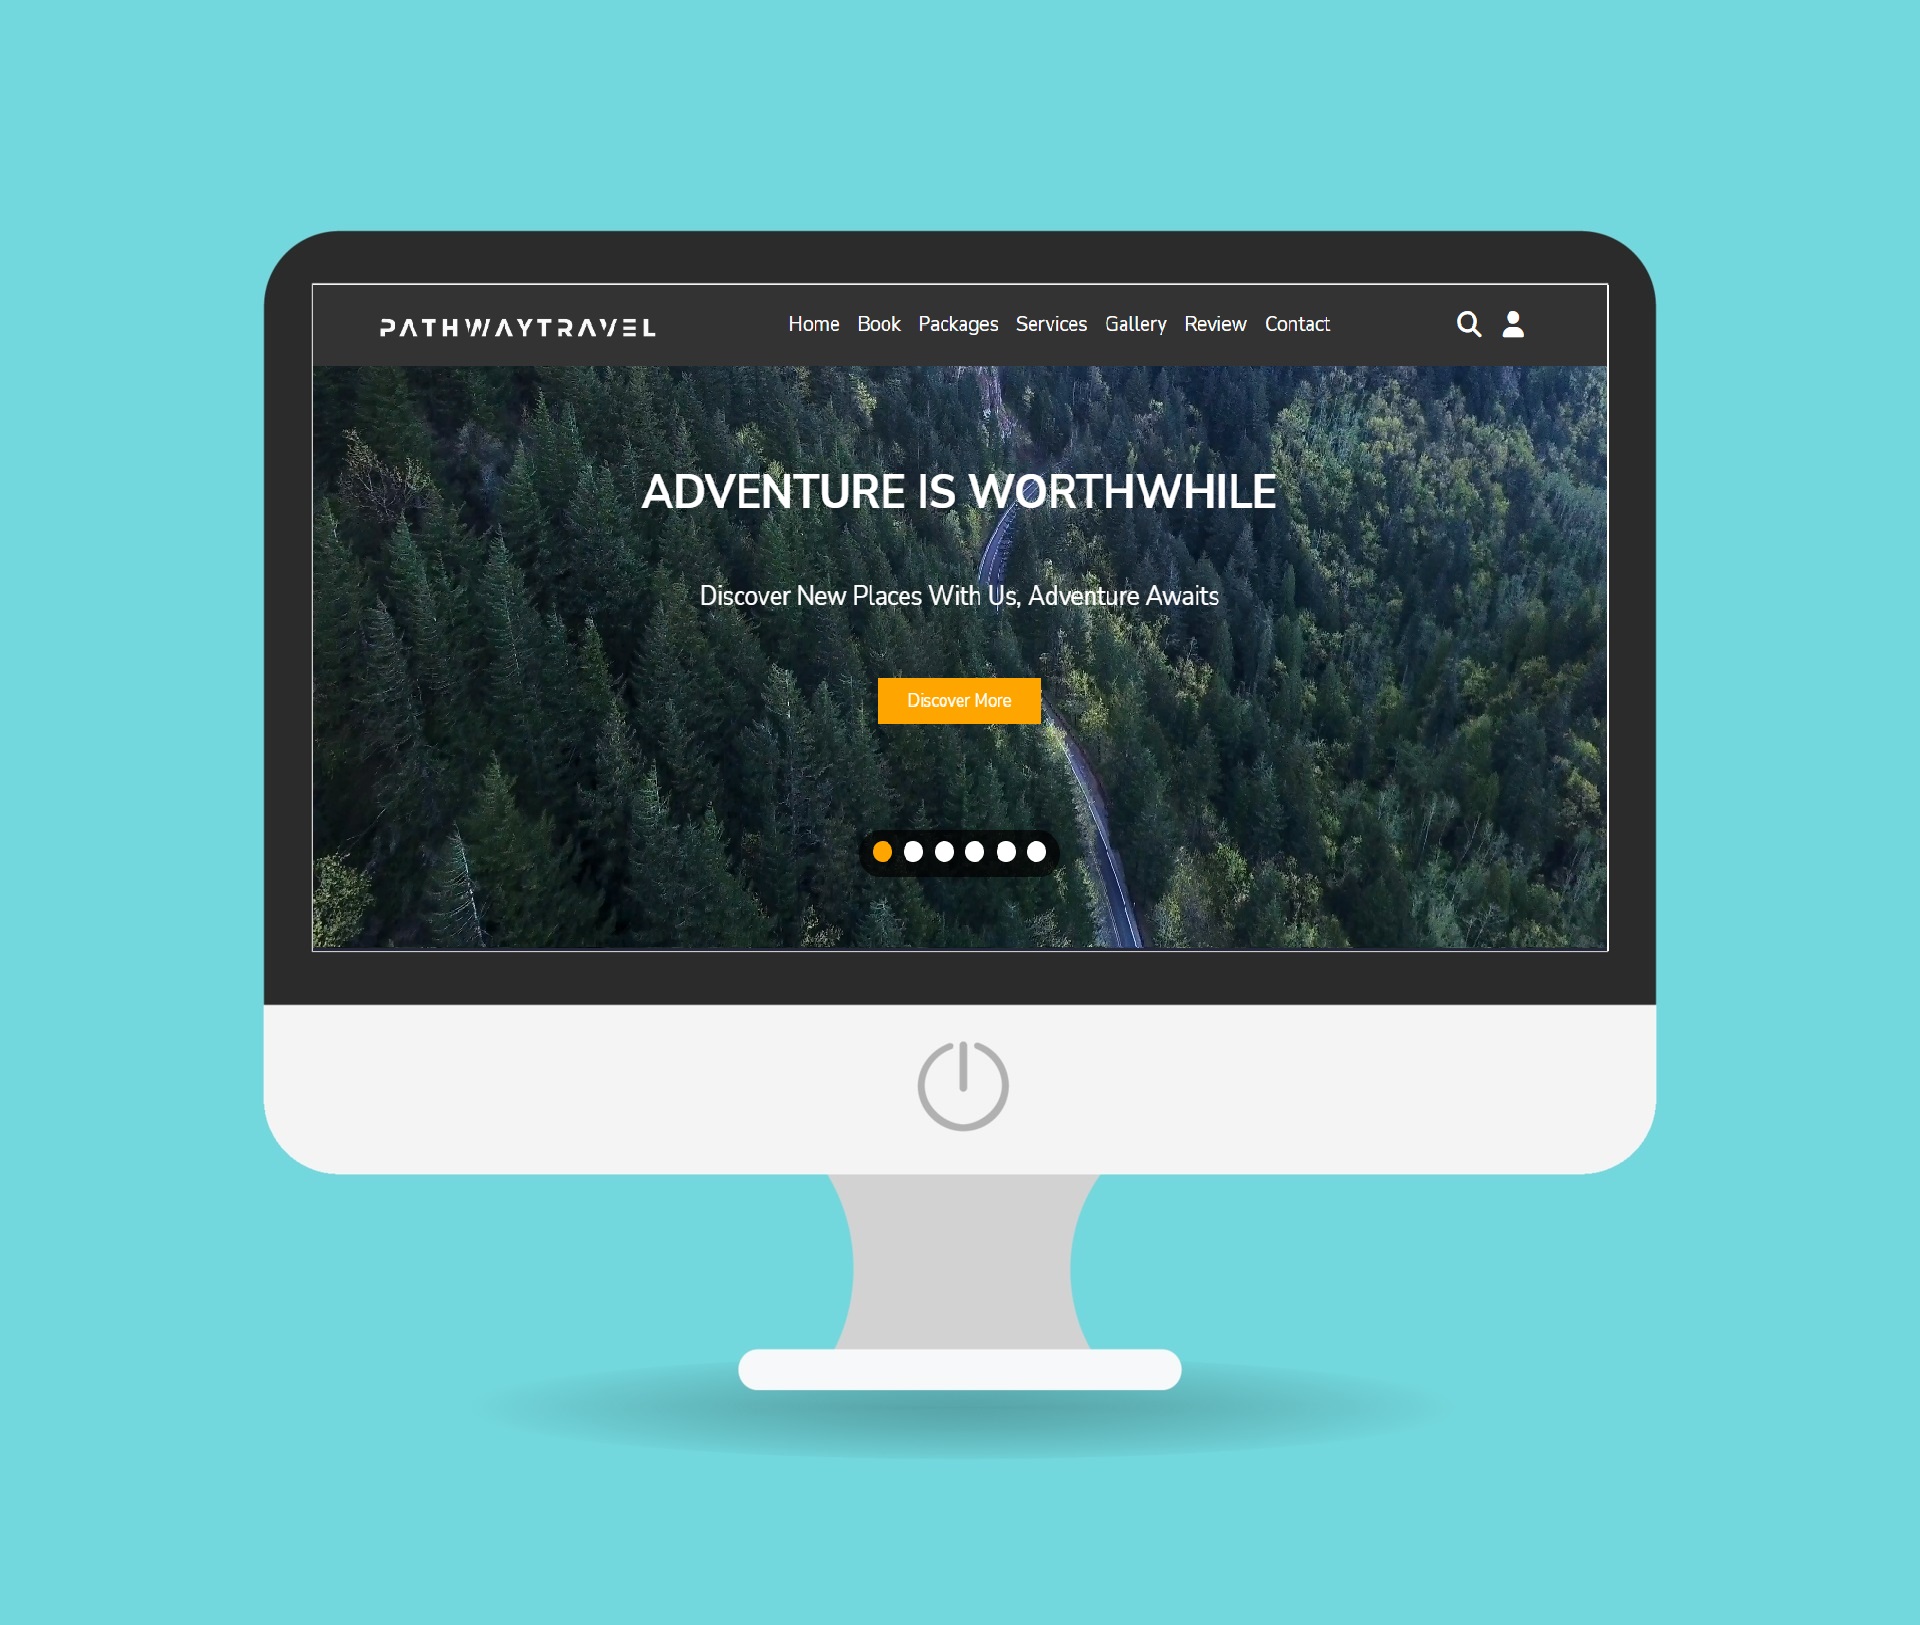 PATHWAYTRAVEL
Home Book Packages Services Gallery Review Contact
ADVENTURE IS WORTHWHILE
Discover New Places With Us, Adventure Awaits
Discover More